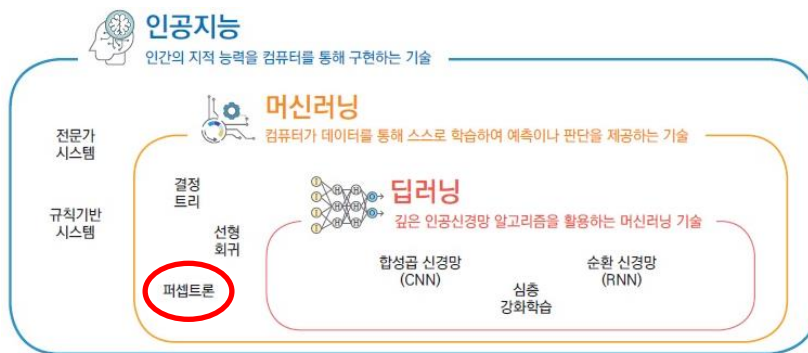 인공지능
인간의 지적 능력을 컴퓨터를 통해 구현하는 기술
머신러닝
컴퓨터가 데이터를 통해 스스로 학습하여 예측이나 판단을 제공하는 기술
전문가
시스템
결정
트리
딥러닝
깊은 인공신경망 알고리즘을 활용하는 머신러닝 기술
규칙기반
시스템
선형
회귀
합성곱 신경망
(CNN)
순환 신경망
(RNN)
퍼셉트론
심층
강화학습